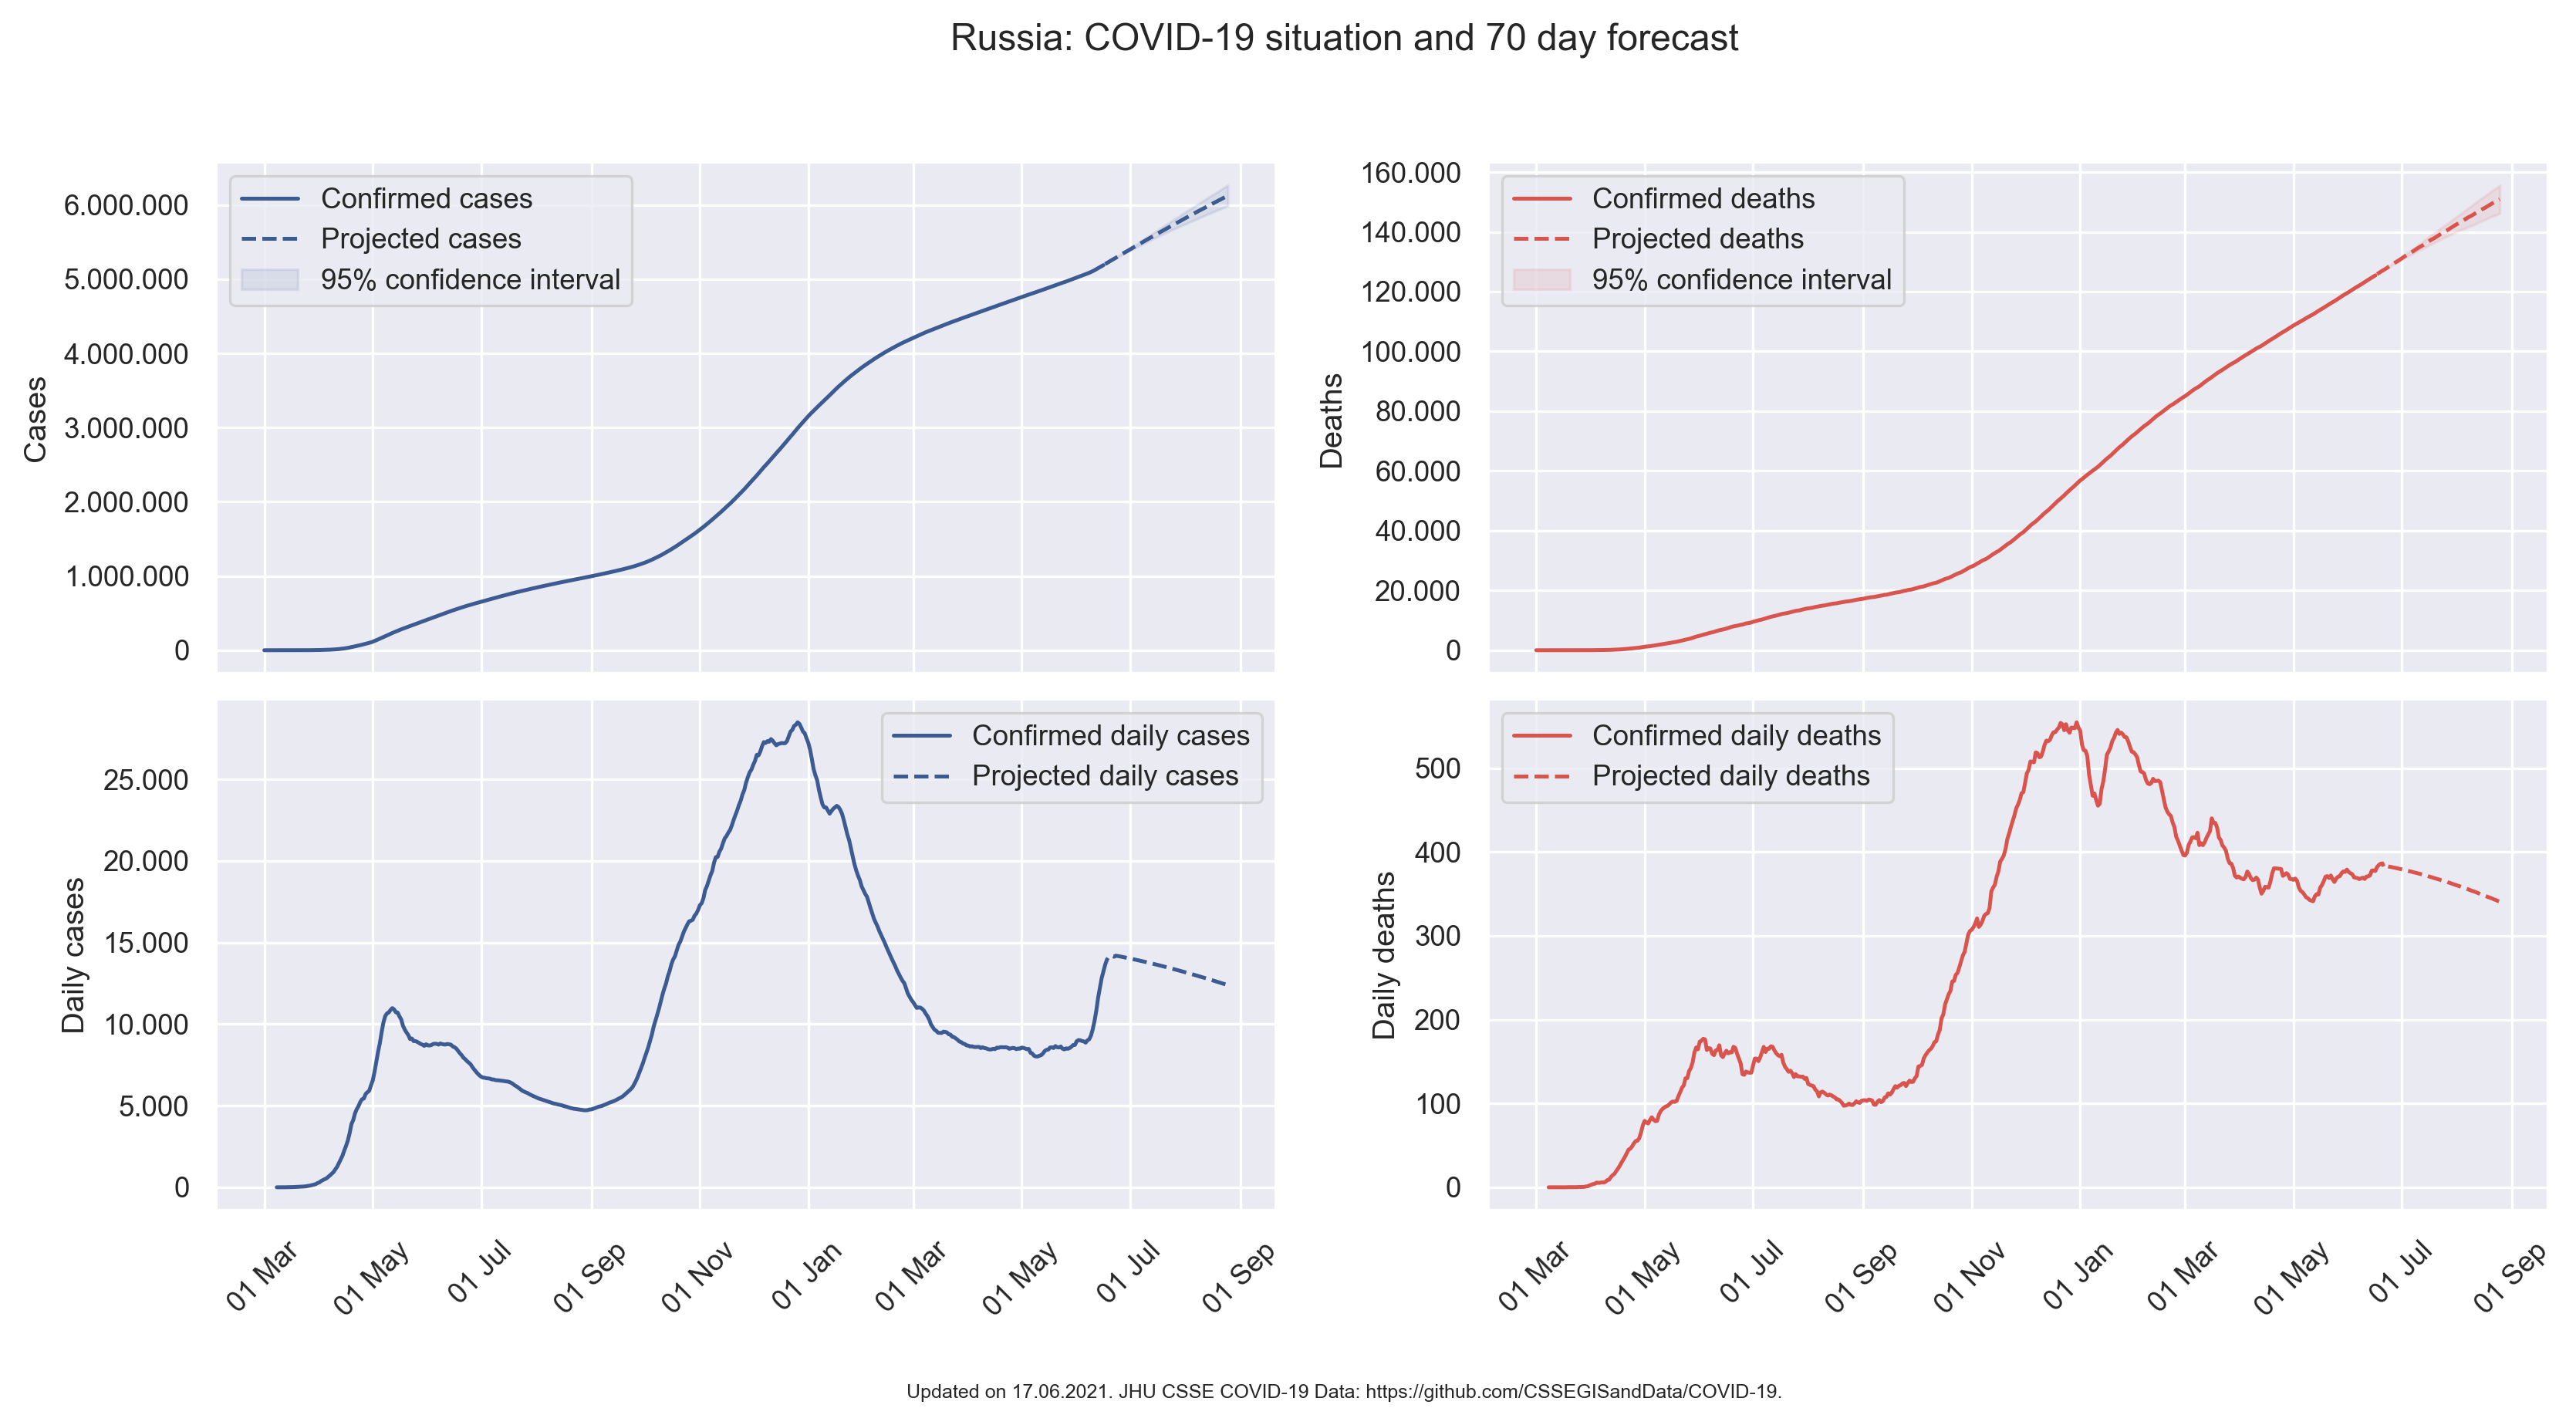 Russia: COVID-19 situation and 70 day forecast
Cases
6.000.000
5.000.000
4.000.000
3.000.000
2.000.000
1.000.000
0
Confirmed cases
Projected cases
95% confidence interval
Deaths
160.000
140.000
120.000
100.000
80.000
60.000
40.000
20.000
0
Confirmed deaths
Projected deaths
95% confidence interval
Daily cases
25.000
20.000
15.000
10.000
5.000
0
Confirmed daily cases
Projected daily cases
01 Mar
01 May
01 Jul
01 Sep
01 Nov
01 Jan
01 Mar
01 May
01 Jul
01 Sep
Daily deaths
500
400
300
200
100
0
Confirmed daily deaths
Projected daily deaths
01 Mar
01 May
01 Jul
01 Sep
01 Nov
01 Jan
01 Mar
01 May
01 Jul
01 Sep
Updated on 17.06.2021. JHU CSSE COVID-19 Data: https://github.com/CSSEGISandData/COVID-19.